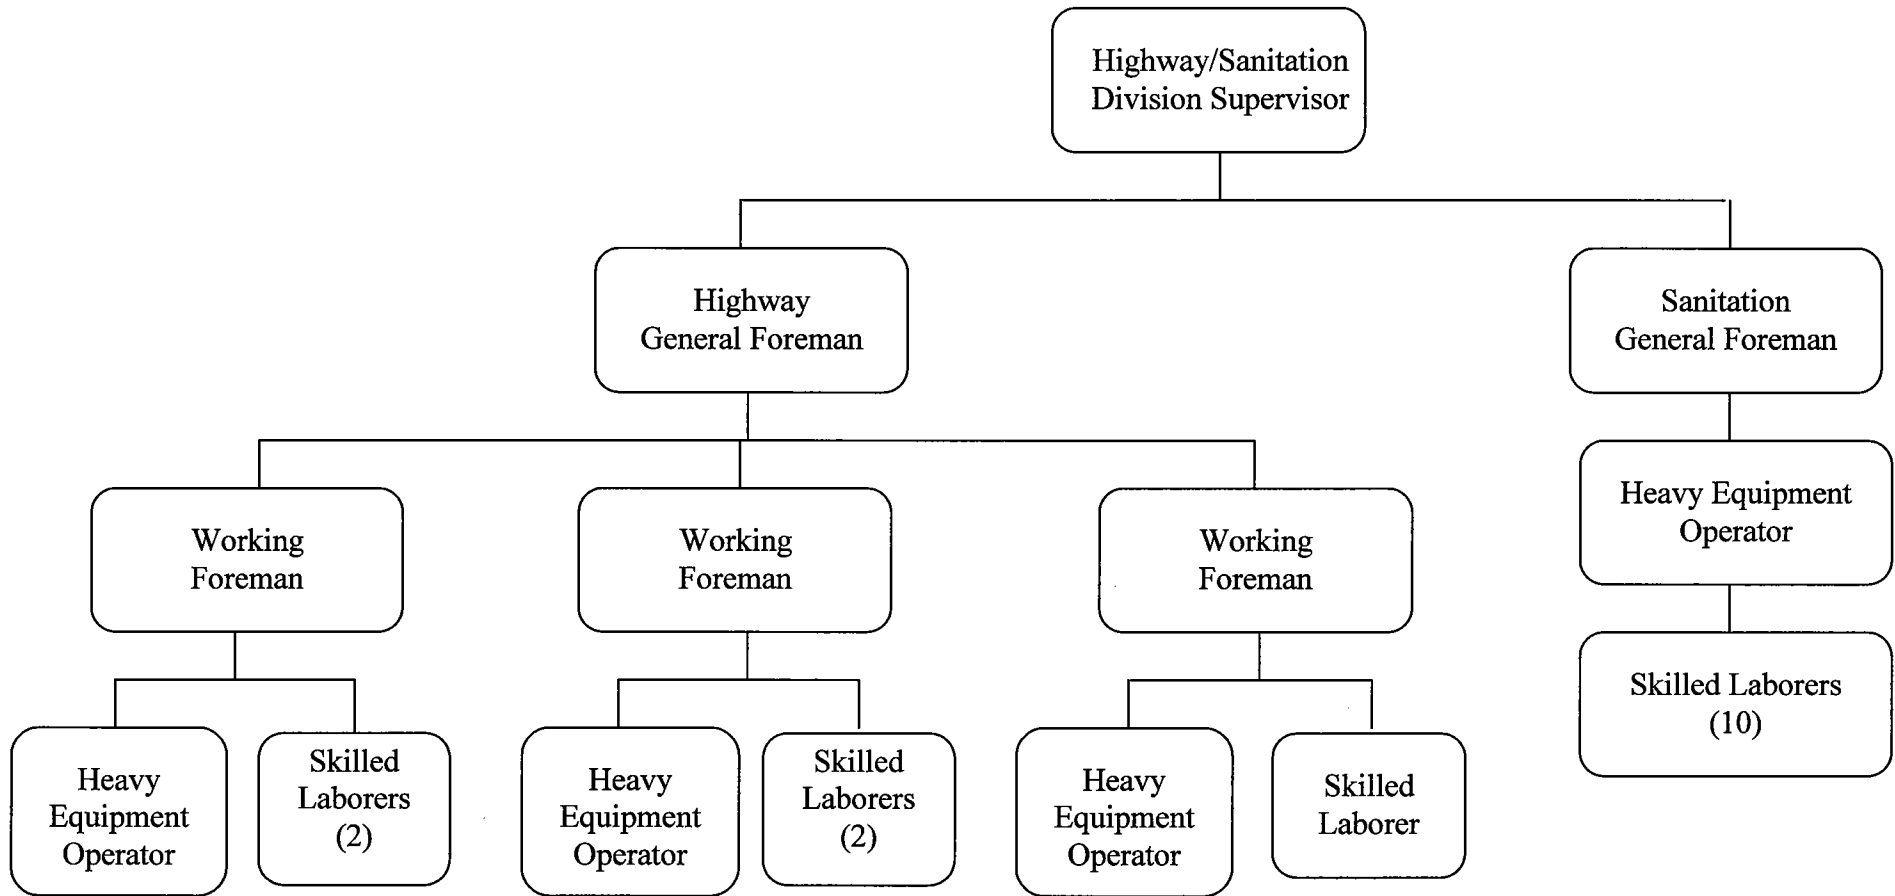 Highway/Sanitation
Division Supervisor
Highway
General Foreman
Sanitation
General Foreman
Working
Foreman
Working
Foreman
Working
Foreman
Heavy Equipment
Operator
Skilled Laborers
(10)
Heavy
Equipment
Operator
Skilled
Laborers
(2)
Heavy
Equipment
Operator
Skilled
Laborers
(2)
Heavy
Equipment
Operator
Skilled
Laborer